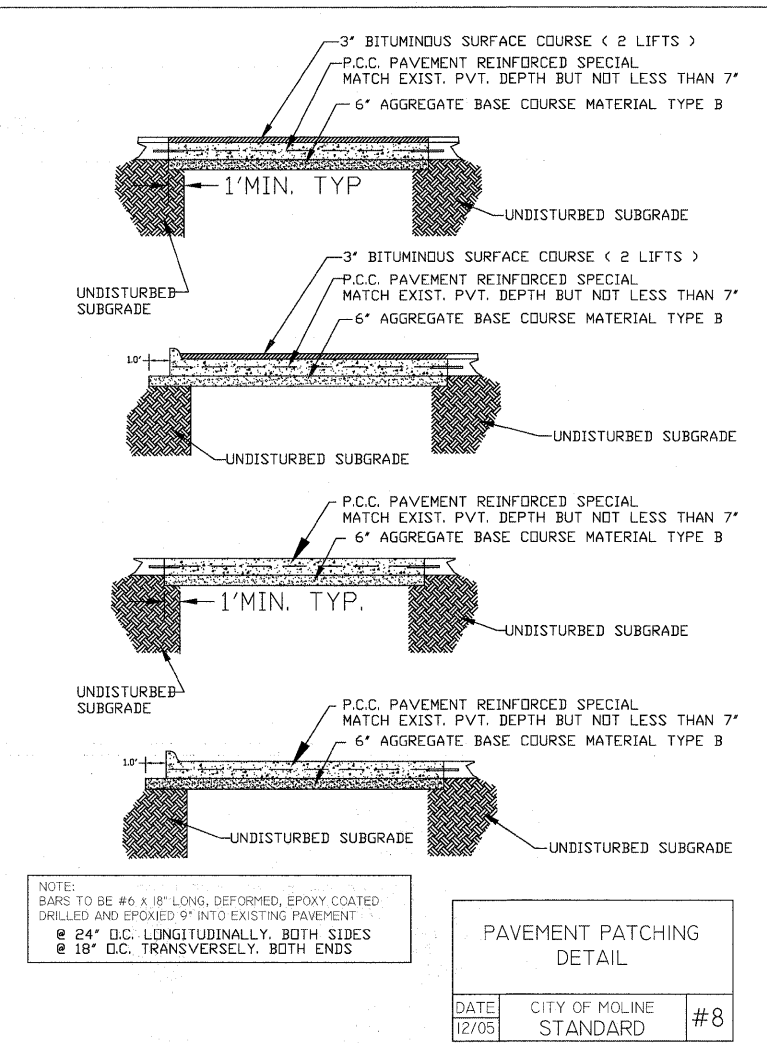 3" BITUMINOUS SURFACE COURSE ( 2 LIFTS )
P.C.C. PAVEMENT REINFORCED SPECIAL
MATCH EXIST. PVT. DEPTH BUT NOT LESS THAN 7"
6" AGGREGATE BASE COURSE MATERIAL TYPE B
1'MIN. TYP
UNDISTURBED SUBGRADE
UNDISTURBED
SUBGRADE
3" BITUMINOUS SURFACE COURSE ( 2 LIFTS )
P.C.C. PAVEMENT REINFORCED SPECIAL
MATCH EXIST. PVT. DEPTH BUT NOT LESS THAN 7"
6" AGGREGATE BASE COURSE MATERIAL TYPE B
1.0'
UNDISTURBED SUBGRADE
UNDISTURBED SUBGRADE
P.C.C. PAVEMENT REINFORCED SPECIAL
MATCH EXIST. PVT. DEPTH BUT NOT LESS THAN 7"
6" AGGREGATE BASE COURSE MATERIAL TYPE B
1'MIN. TYP.
UNDISTURBED SUBGRADE
UNDISTURBED
SUBGRADE
P.C.C. PAVEMENT REINFORCED SPECIAL
MATCH EXIST. PVT. DEPTH BUT NOT LESS THAN 7"
6" AGGREGATE BASE COURSE MATERIAL TYPE B
1.0'
UNDISTURBED SUBGRADE
UNDISTURBED SUBGRADE
NOTE:
BARS TO BE #6 X 18" LONG, DEFORMED, EPOXY COATED
DRILLED AND EPOXIED 9" INTO EXISTING PAVEMENT
@ 24" O.C. LONGITUDINALLY. BOTH SIDES
@ 18" O.C. TRANSVERSELY. BOTH ENDS
PAVEMENT PATCHING
DETAIL
DATE
12/05
CITY OF MOLINE
STANDARD
#8